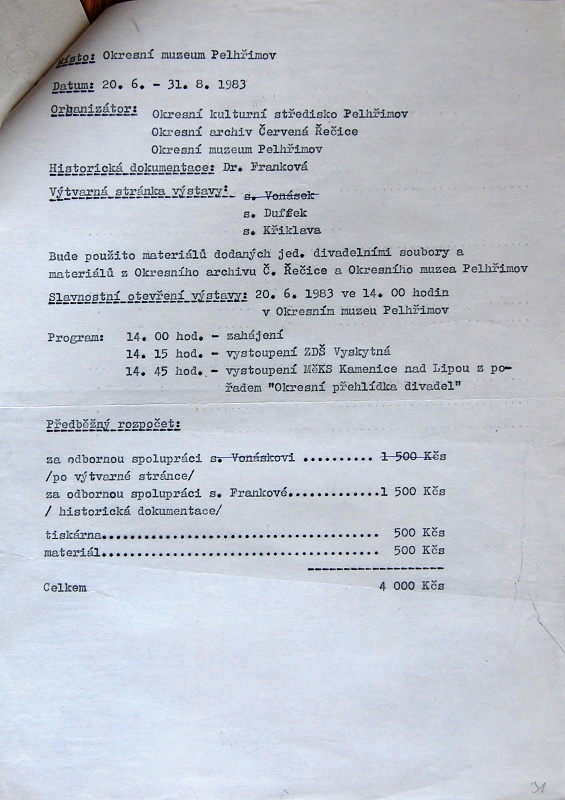 Místo: Okresní muzeum Pelhřimov
Datum: 20. 6. - 31. 8. 1983
Organizátor: Okresní kulturní středisko Pelhřimov
Okresní archiv Červená Řečice
Okresní muzeum Pelhřimov
Historická dokumentace: Dr. Franková
Výtvarná stránka výstavy: s. Vonásek
s. Duffek
s. Křiklava
Bude použito materiálů dodaných jed. divadelními soubory a
materiálů z Okresního archivu Č. Řečice a Okresního muzea Pelhřimov
Slavnostní otevření výstavy: 20. 6. 1983 ve 14. 00 hodin
v Okresním muzeu Pelhřimov
Program: 14. 00 hod. - zahájení
14. 15 hod. - vystoupení ZDŠ Vyskytná
14. 45 hod. - vystoupení MěKS Kamenice nad Lipou z po-
řadem "Okresní přehlídka divadel"
Předběžný rozpočet:
za odbornou spolupráci s. Vonáskovi .......... 1 500 Kčs
/po výtvarné stránce/
za odbornou spolupráci s. Frankové.............1 500 Kčs
/ historická dokumentace/
tiskárna....................................... 500 Kčs
materiál....................................... 500 Kčs
Celkem 4 000 Kčs
31